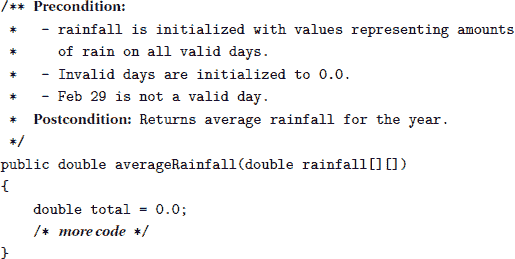 /** Precondition:
* - rainfall is initialized with values representing amounts
* of rain on all valid days.
* - Invalid days are initialized to 0.0.
* - Feb 29 is not a valid day.
* Postcondition: Returns average rainfall for the year.
*/
public double averageRainfall(double rainfall[][])
{
double total = 0.0;
/* more code */
}